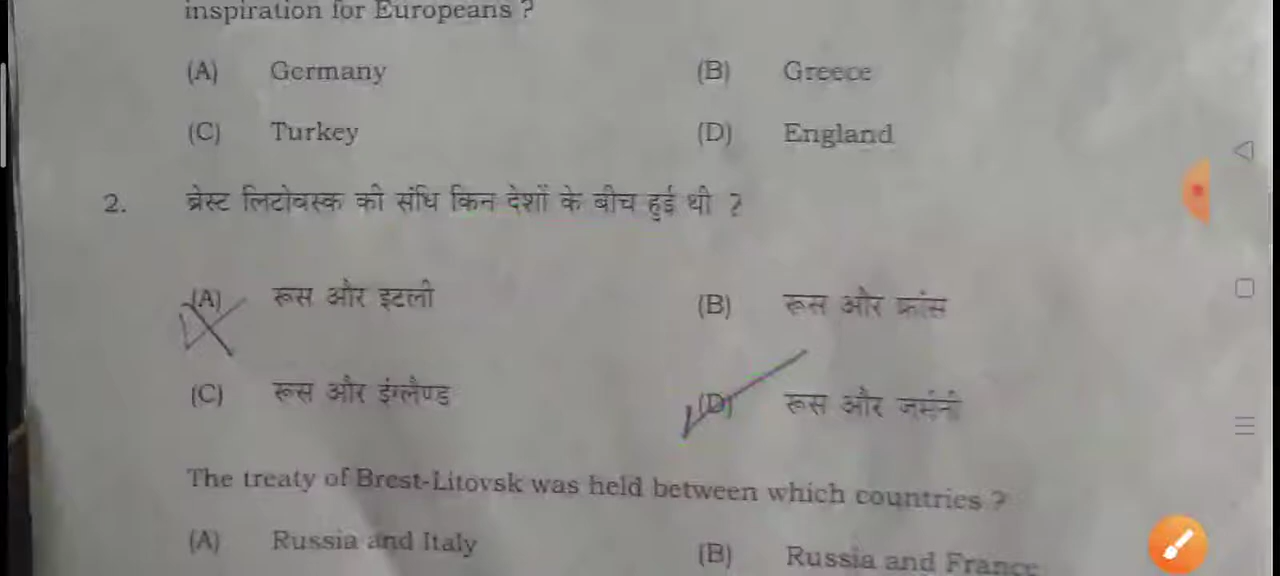 inspiration for Europeans ?
(A) Germany (B) Greece
(C) Turkey (D) England
2. ब्रेस्ट लिटोवस्क की संधि किन देशों के बीच हुई थी ?
(A) रूस और इटली (B) रूस और फ्रांस
(C) रूस और इंग्लैण्ड (D) रूस और जर्मनी
The treaty of Brest-Litovsk was held between which countries ?
(A) Russia and Italy (B) Russia and France